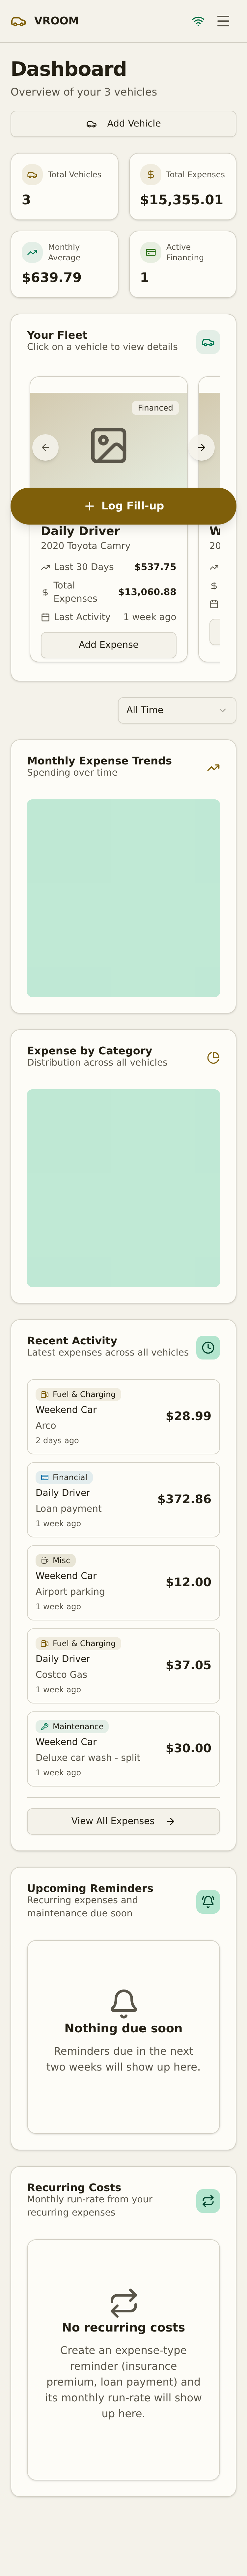 VROOM
Dashboard
Overview of your 3 vehicles
Add Vehicle
Total Vehicles
3
Total Expenses
$15,355.01
Monthly
Average
$639.79
Active
Financing
1
Your Fleet
Click on a vehicle to view details
Financed
Log Fill-up
Daily Driver
2020 Toyota Camry
Last 30 Days $537.75
Total
Expenses
$13,060.88
Last Activity 1 week ago
Add Expense
20
All Time
Monthly Expense Trends
Spending over time
Expense by Category
Distribution across all vehicles
Recent Activity
Latest expenses across all vehicles
Fuel & Charging
Weekend Car
Arco
2 days ago
$28.99
Financial
Daily Driver
Loan payment
1 week ago
$372.86
Misc
Weekend Car
Airport parking
1 week ago
$12.00
Fuel & Charging
Daily Driver
Costco Gas
1 week ago
$37.05
Maintenance
Weekend Car
Deluxe car wash - split
1 week ago
$30.00
View All Expenses
Upcoming Reminders
Recurring expenses and
maintenance due soon
Nothing due soon
Reminders due in the next
two weeks will show up here.
Recurring Costs
Monthly run-rate from your
recurring expenses
No recurring costs
Create an expense-type
reminder (insurance
premium, loan payment) and
its monthly run-rate will show
up here.